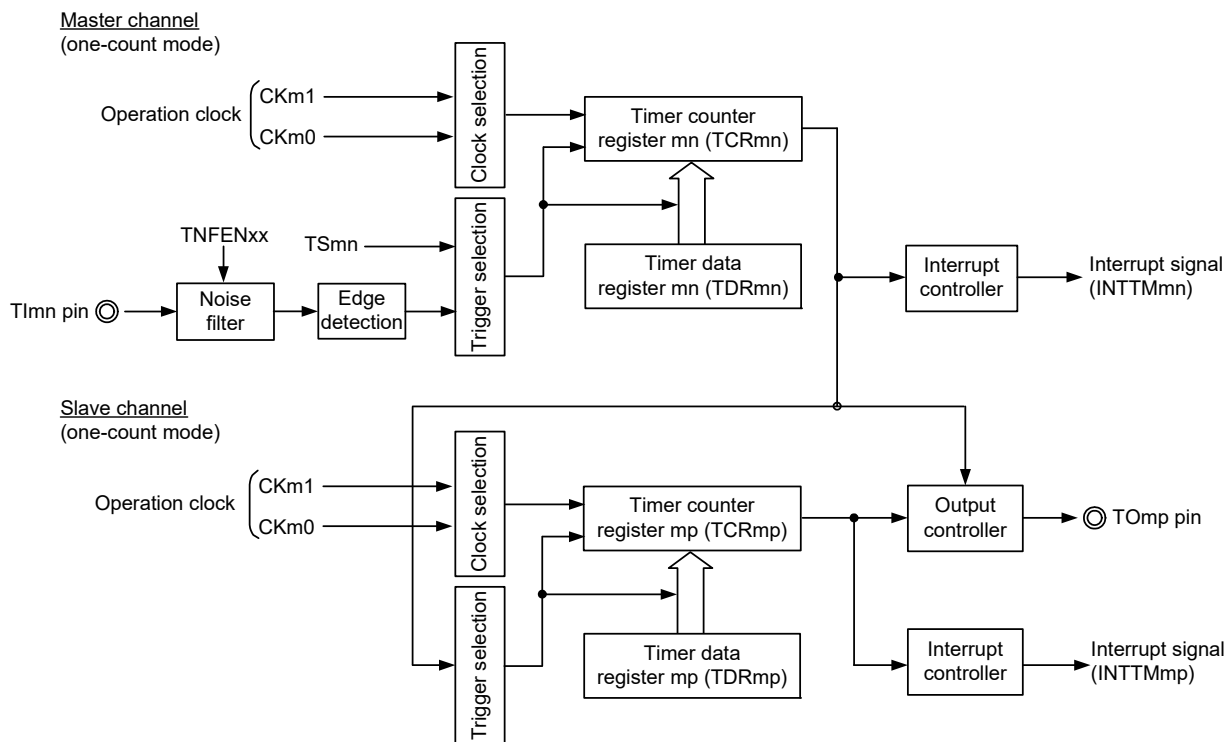 Master channel
(one-count mode)
Operation clock
CKm1
CKm0
Clock selection
Timer counter
register mn (TCRmn)
TNFENxx
TSmn
Trigger selection
Timer data
register mn (TDRmn)
Interrupt
controller
Interrupt signal
(INTTMmn)
TImn pin
Noise
filter
Edge
detection
Slave channel
(one-count mode)
Operation clock
CKm1
CKm0
Clock selection
Timer counter
register mp (TCRmp)
Output
controller
TOmp pin
Trigger selection
Timer data
register mp (TDRmp)
Interrupt
controller
Interrupt signal
(INTTMmp)